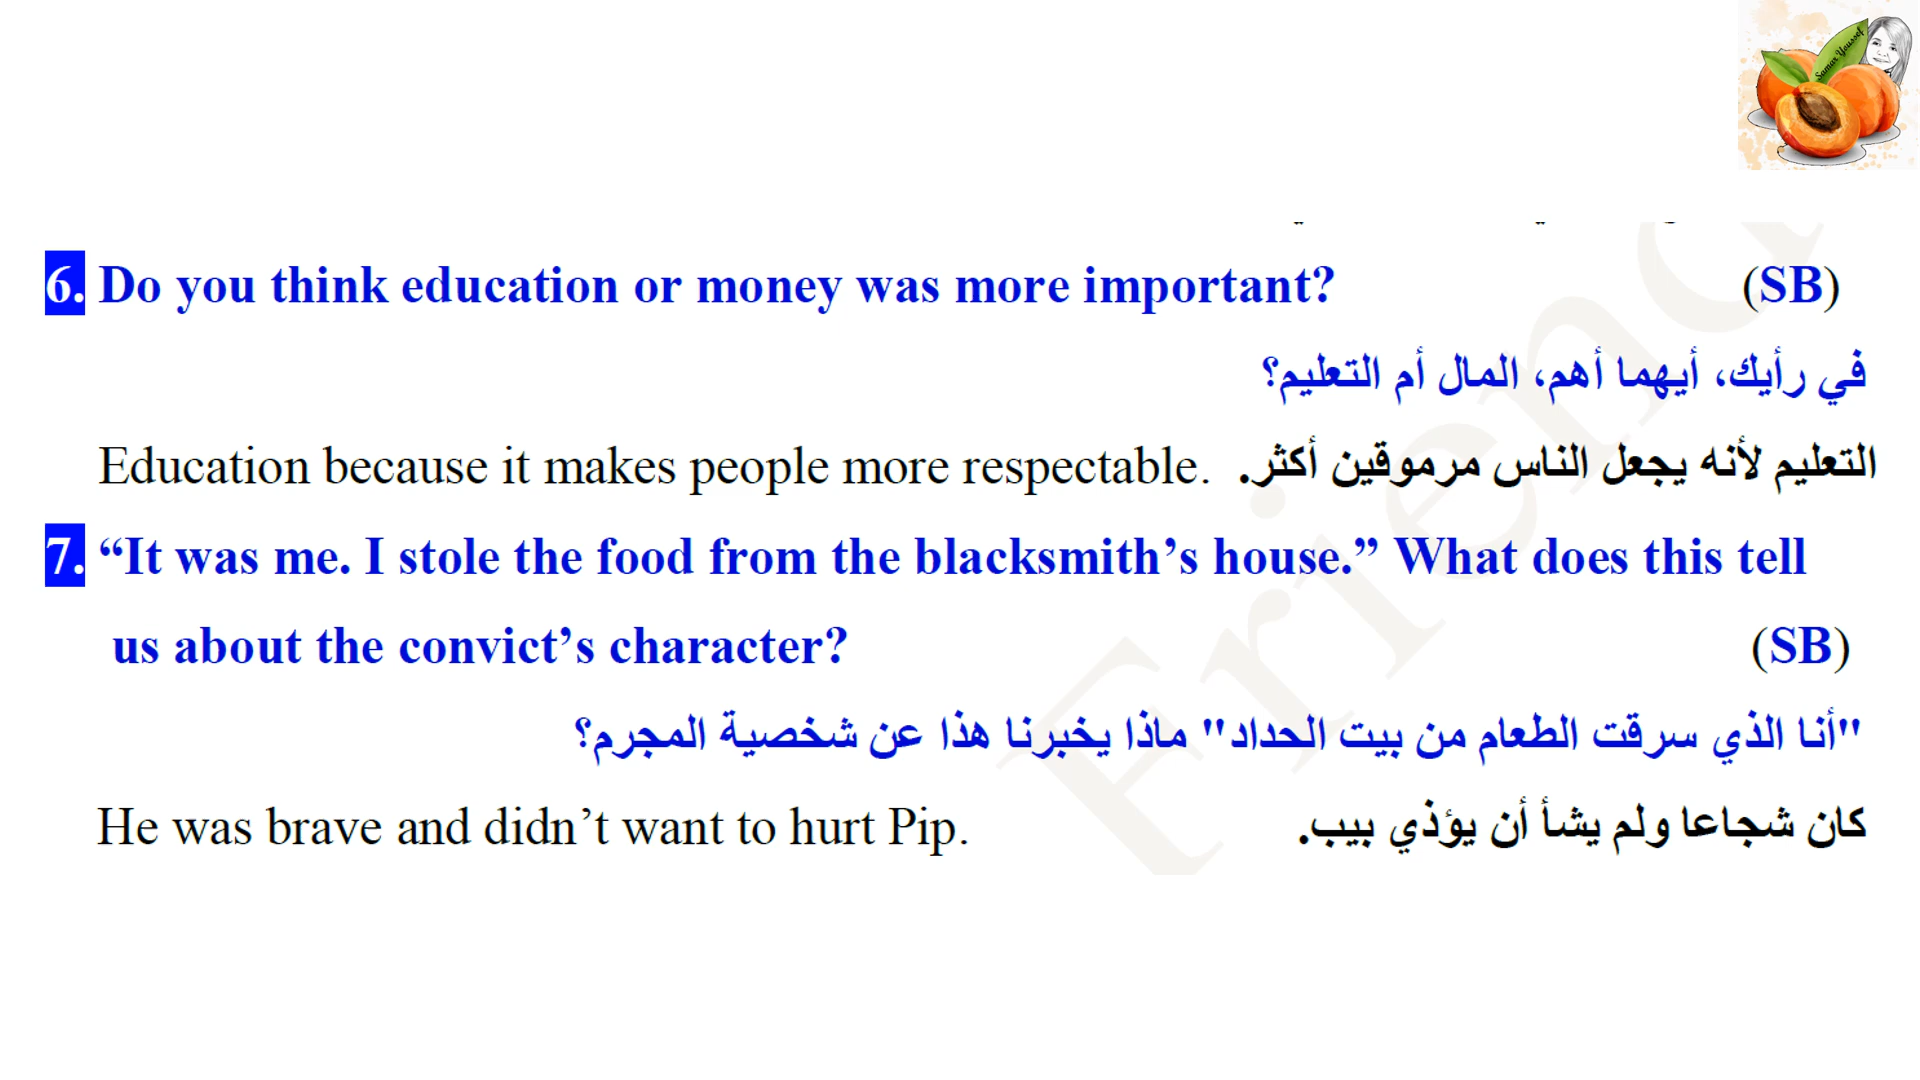 Samar Youssef
6. Do you think education or money was more important? (SB)
في رأيك، أيهما أهم، المال أم التعليم؟
Education because it makes people more respectable. التعليم لأنه يجعل الناس مرموقين أكثر.
7. “It was me. I stole the food from the blacksmith’s house.” What does this tell
us about the convict’s character? (SB)
"أنا الذي سرقت الطعام من بيت الحداد" ماذا يخبرنا هذا عن شخصية المجرم؟
He was brave and didn’t want to hurt Pip. كان شجاعا ولم يشأ أن يؤذي بيب.
Friend